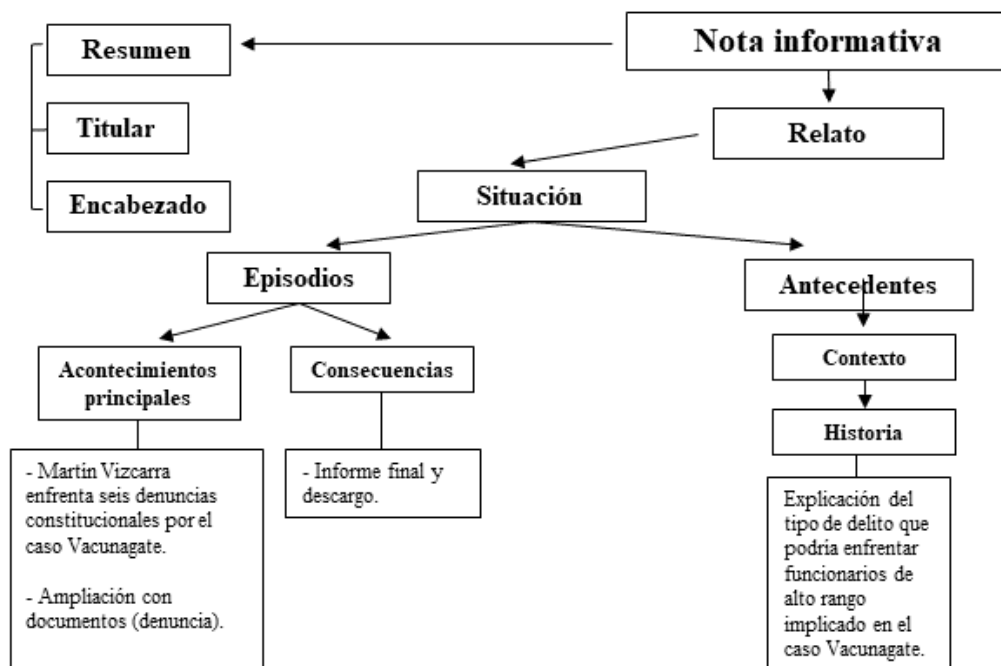 Nota informativa
Resumen
Titular
Encabezado
Relato
Situación
Episodios
Antecedentes
Acontecimientos
principales
Consecuencias
Contexto
Historia
- Martin Vizcarra
enfrenta seis denuncias
constitucionales por el
caso Vacunagate.
- Ampliación con
documentos (denuncia).
- Informe final y
descargo.
Explicación del
tipo de delito que
podría enfrentar
funcionarios de
alto rango
implicado en el
caso Vacunagate.